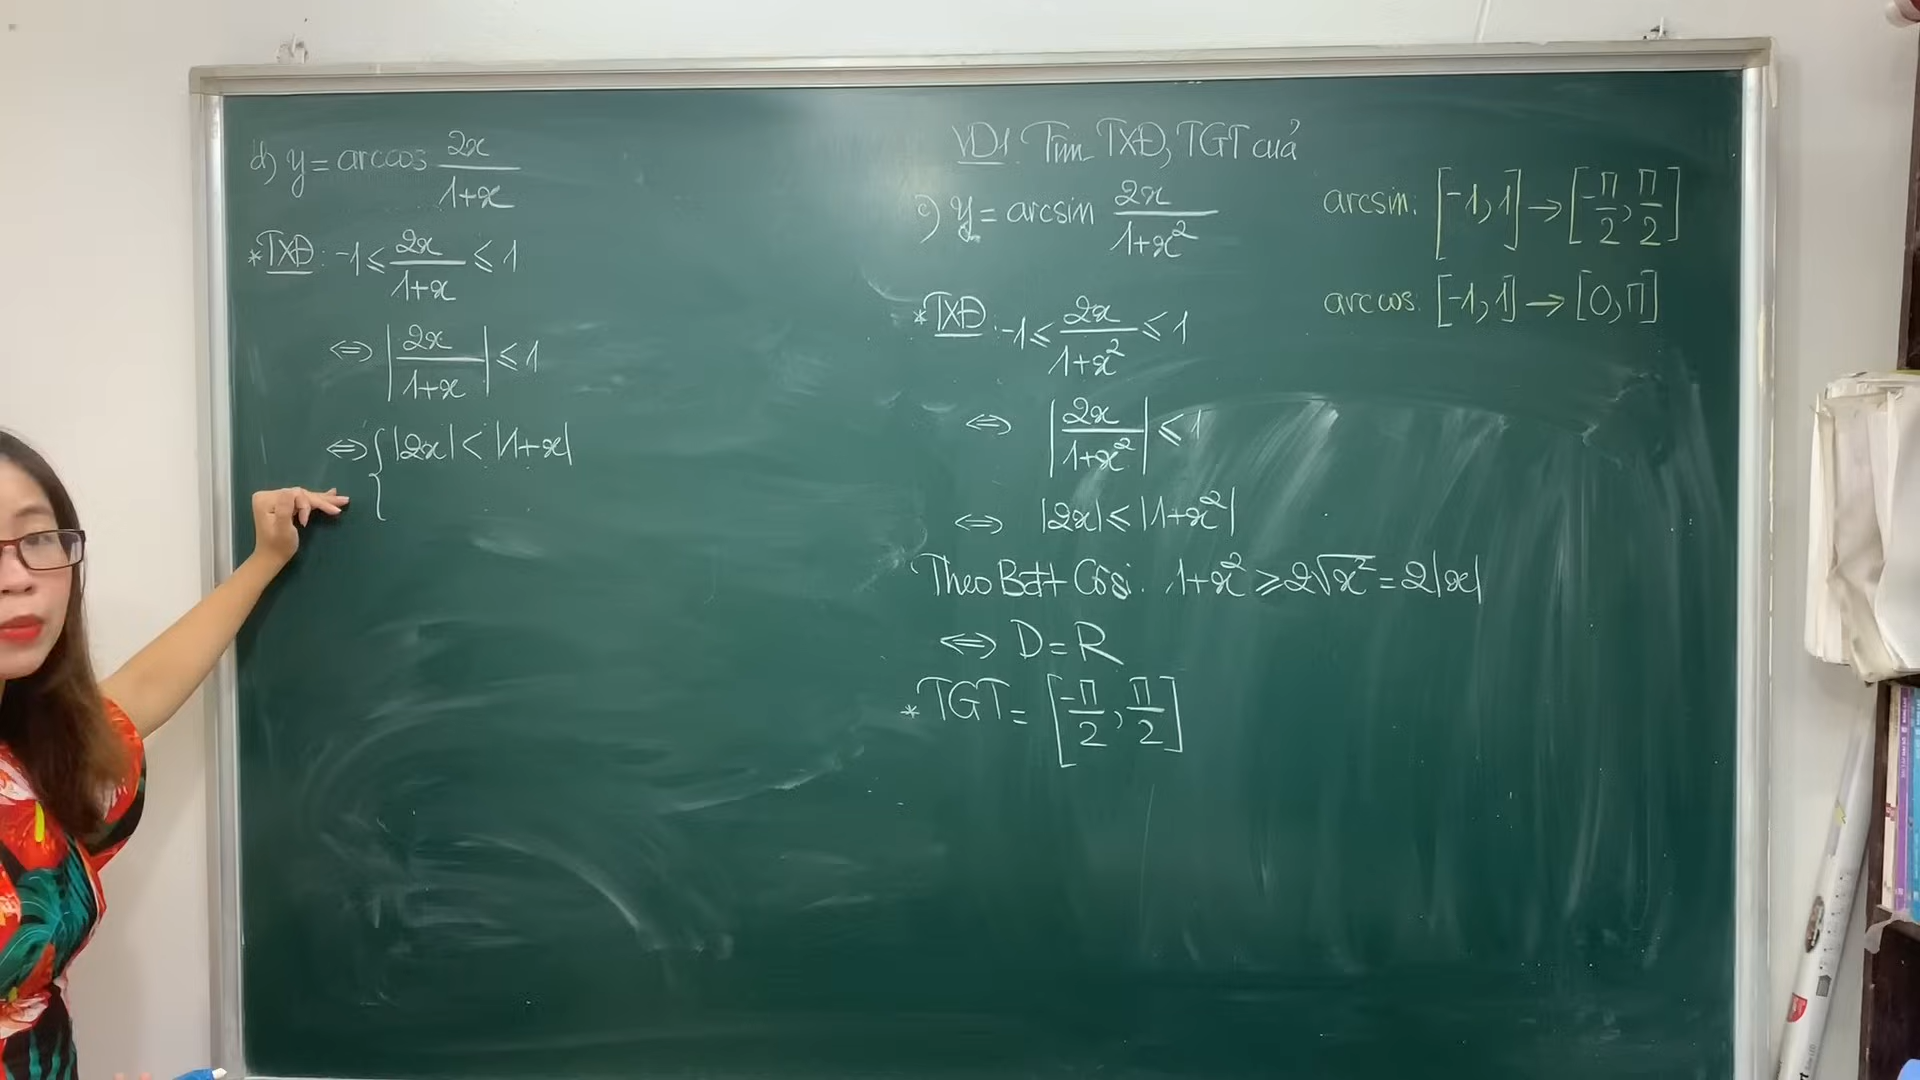 d) y = arccos 2x/(1+x)
* TXĐ: -1 ≤ 2x/(1+x) ≤ 1
⇔ |2x/(1+x)| ≤ 1
⇔ { |2x| < |1+x|
VD1. Tìm TXĐ, TGT của
c) y = arcsin 2x/(1+x²)
* TXĐ: -1 ≤ 2x/(1+x²) ≤ 1
⇔ |2x/(1+x²)| ≤ 1
⇔ |2x| ≤ |1+x²|
Theo Bđt Côsi: 1+x² ≥ 2√x² = 2|x|
⇔ D = R
* TGT = [-π/2, π/2]
arcsin: [-1, 1] → [-π/2, π/2]
arccos: [-1, 1] → [0, π]